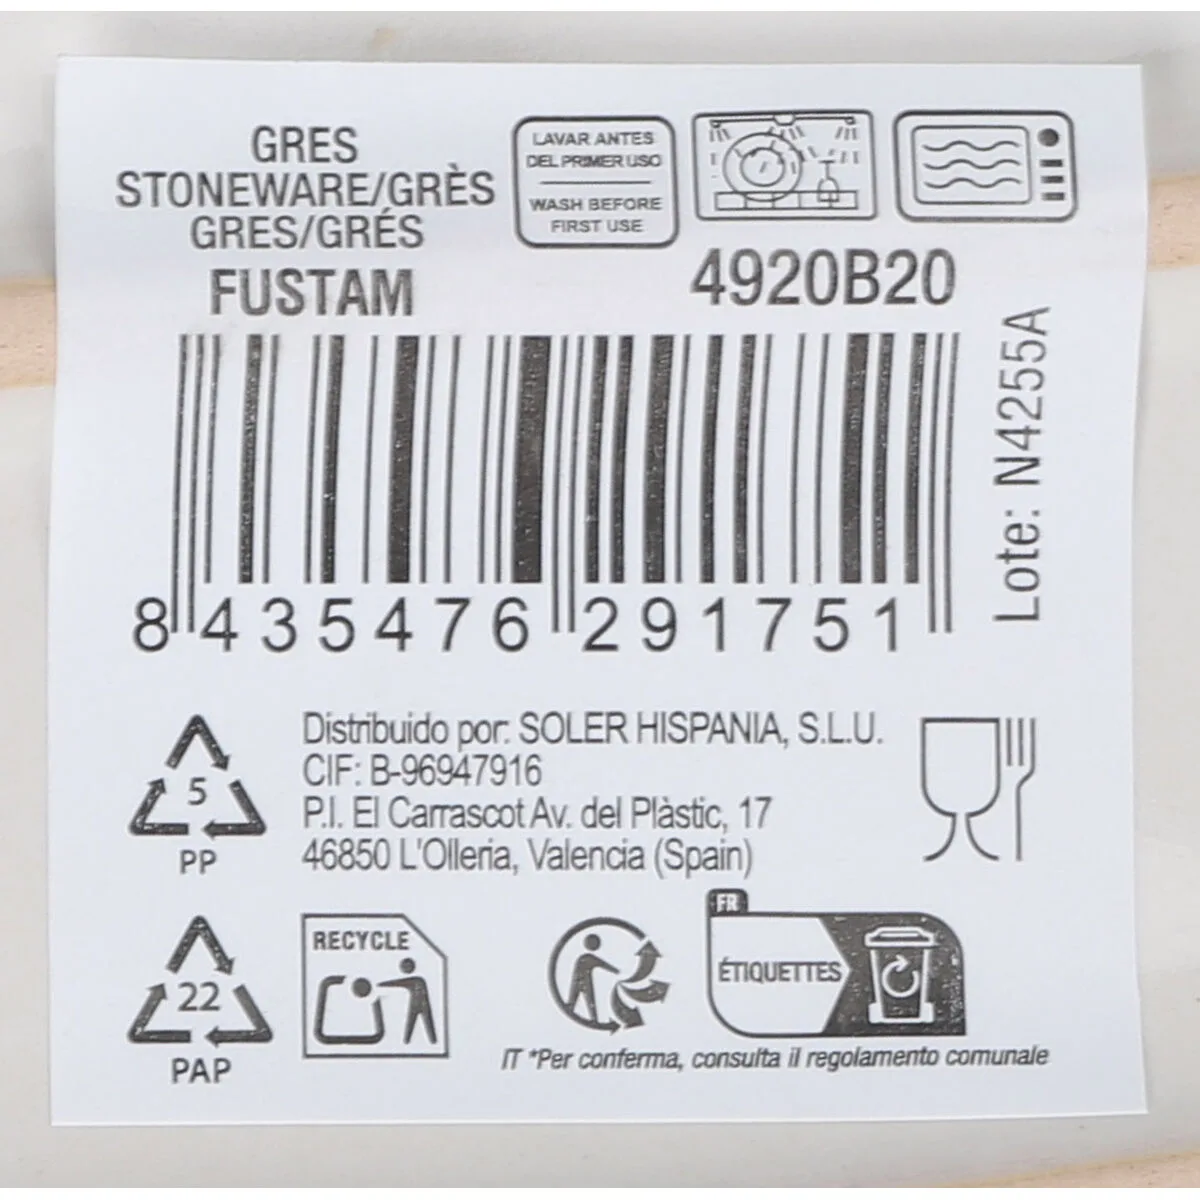 GRES
STONEWARE/GRÈS
GRES/GRÉS
FUSTAM
LAVAR ANTES
DEL PRIMER USO
WASH BEFORE
FIRST USE
4920B20
Lote: N4255A
8 435476 291751
5
PP
Distribuido por: SOLER HISPANIA, S.L.U.
CIF: B-96947916
P.I. El Carrascot Av. del Plàstic, 17
46850 L'Olleria, Valencia (Spain)
22
PAP
RECYCLE
FR
ÉTIQUETTES
IT *Per conferma, consulta il regolamento comunale